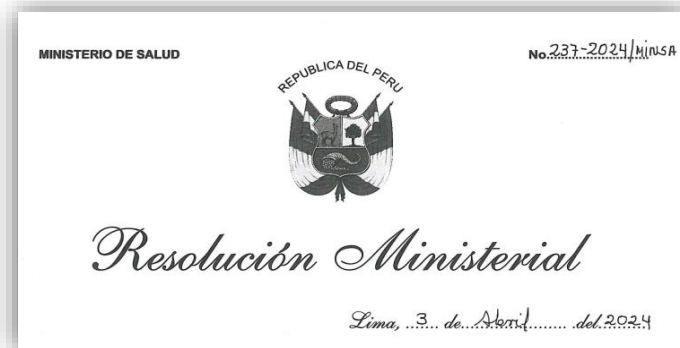 MINISTERIO DE SALUD
No. 237-2024/MINSA
REPUBLICA DEL PERU
Resolución Ministerial
Lima, 3 de Abril del 2024